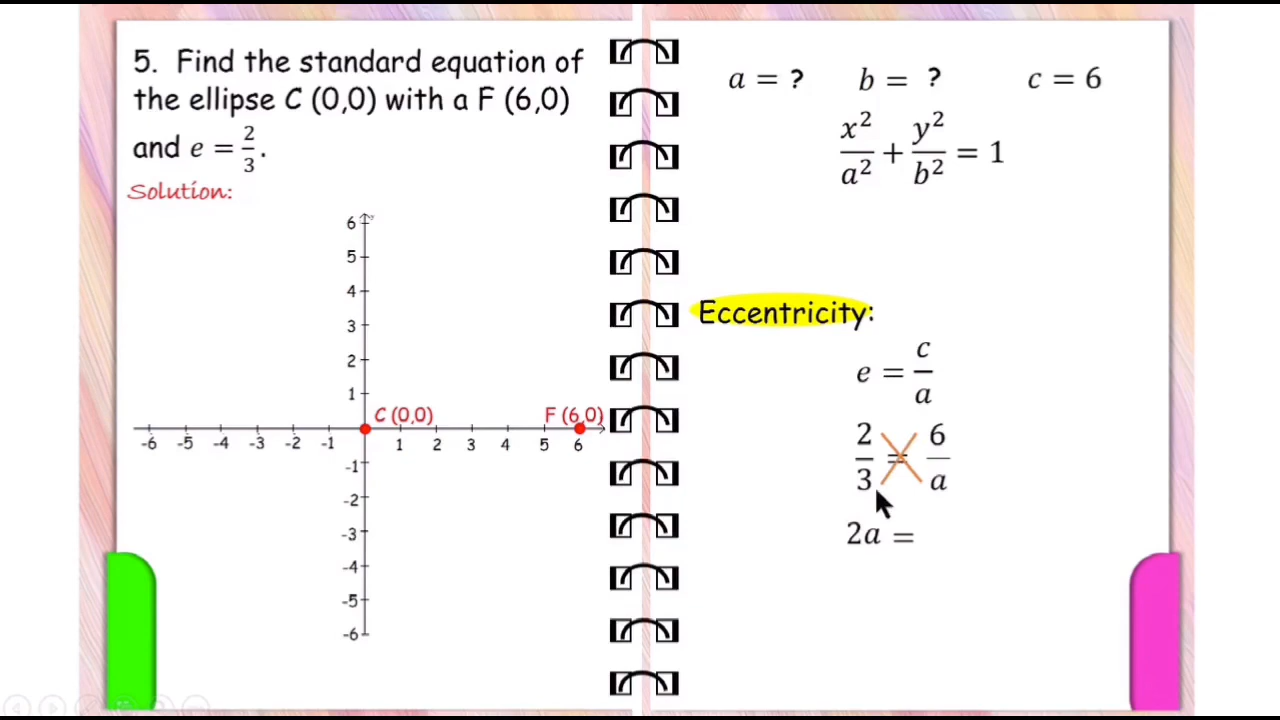 5. Find the standard equation of
the ellipse C (0,0) with a F (6,0)
and e = 2/3.
Solution:
6
5
4
3
2
1
C (0,0) F (6,0)
-6 -5 -4 -3 -2 -1 1 2 3 4 5 6
-1
-2
-3
-4
-5
-6
a = ? b = ? c = 6
x²/a² + y²/b² = 1
Eccentricity:
e = c/a
2/3 = 6/a
2a =